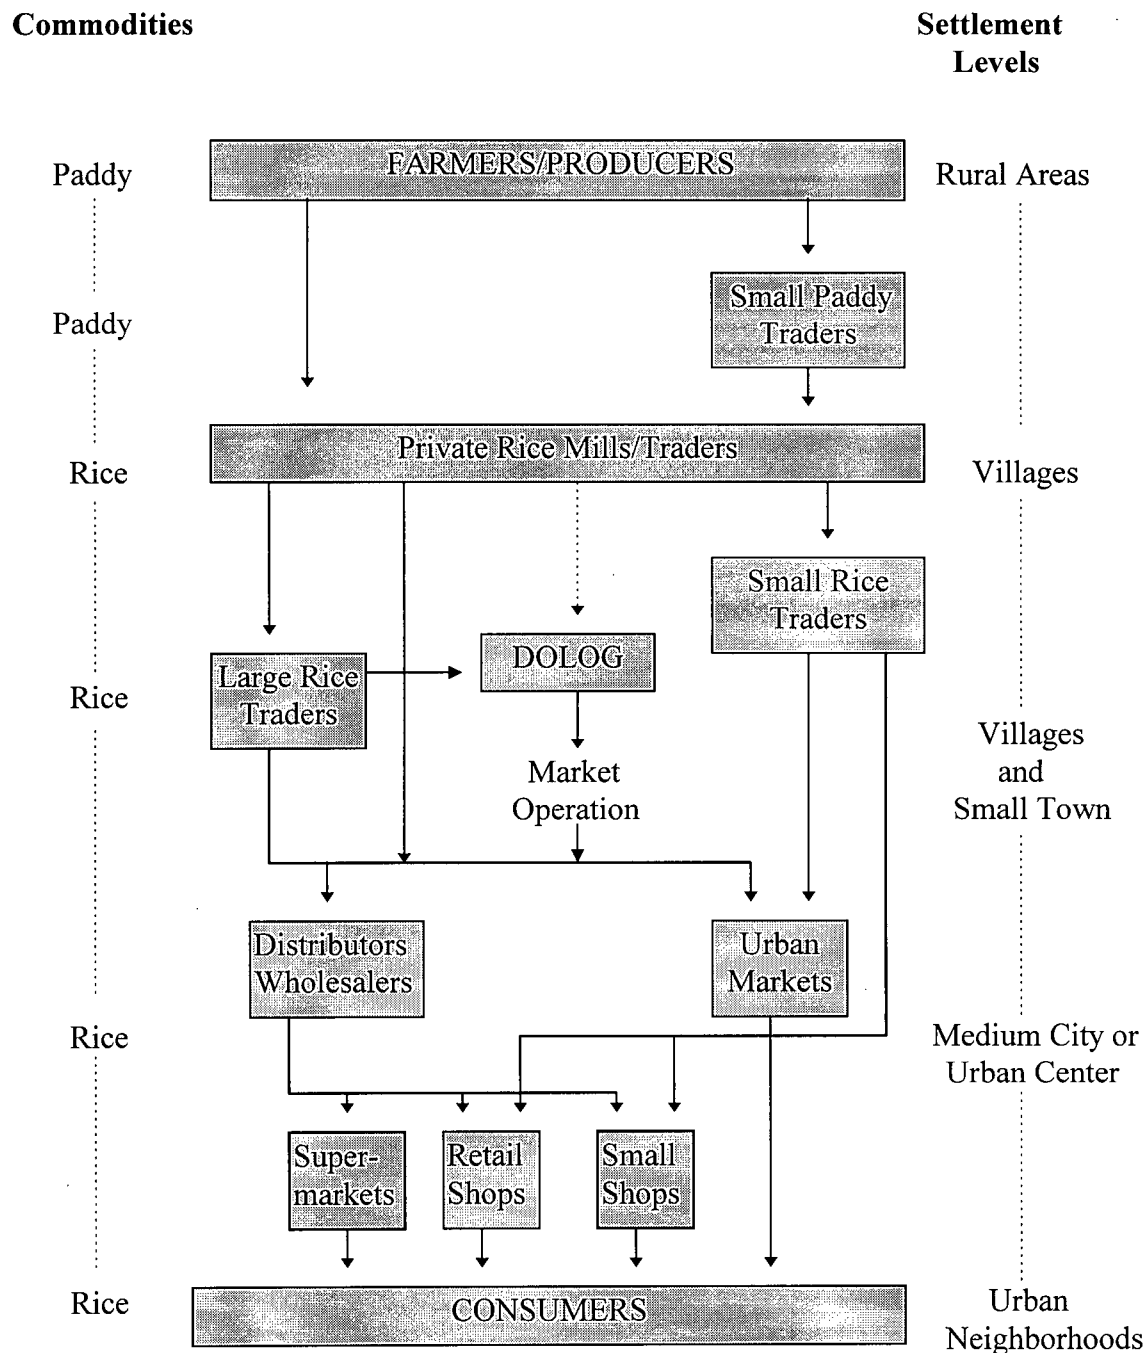 Commodities
Settlement
Levels
Paddy
FARMERS/PRODUCERS
Rural Areas
Paddy
Small Paddy
Traders
Rice
Private Rice Mills/Traders
Villages
Small Rice
Traders
DOLOG
Rice
Large Rice
Traders
Villages
and
Small Town
Market
Operation
Distributors
Wholesalers
Urban
Markets
Rice
Medium City or
Urban Center
Super-
markets
Retail
Shops
Small
Shops
Rice
CONSUMERS
Urban
Neighborhoods